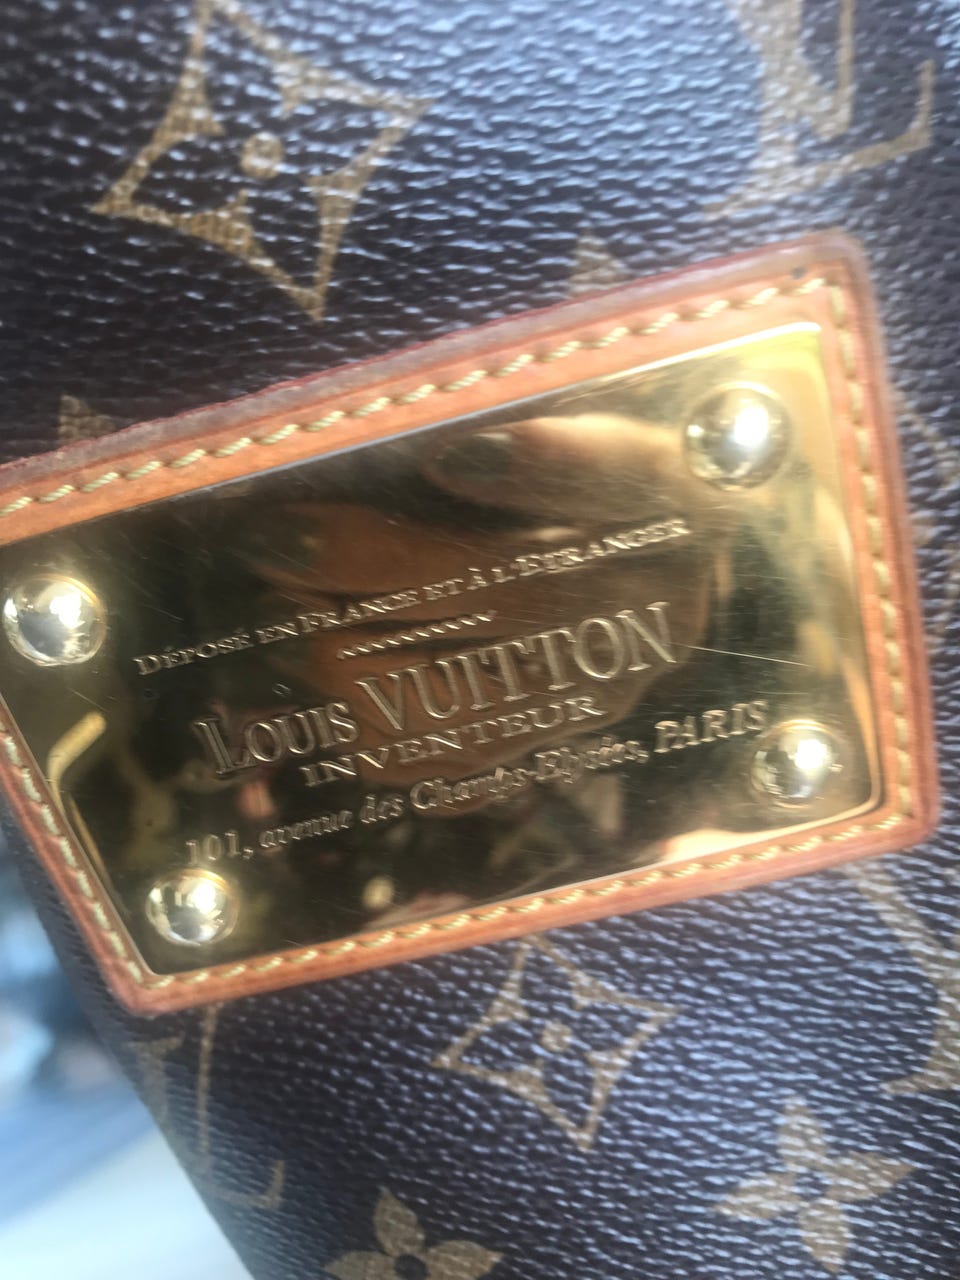 DÉPOSÉ EN FRANCE ET À L'ETRANGER
LOUIS VUITTON
INVENTEUR
101, avenue des Champs-Elysées, PARIS